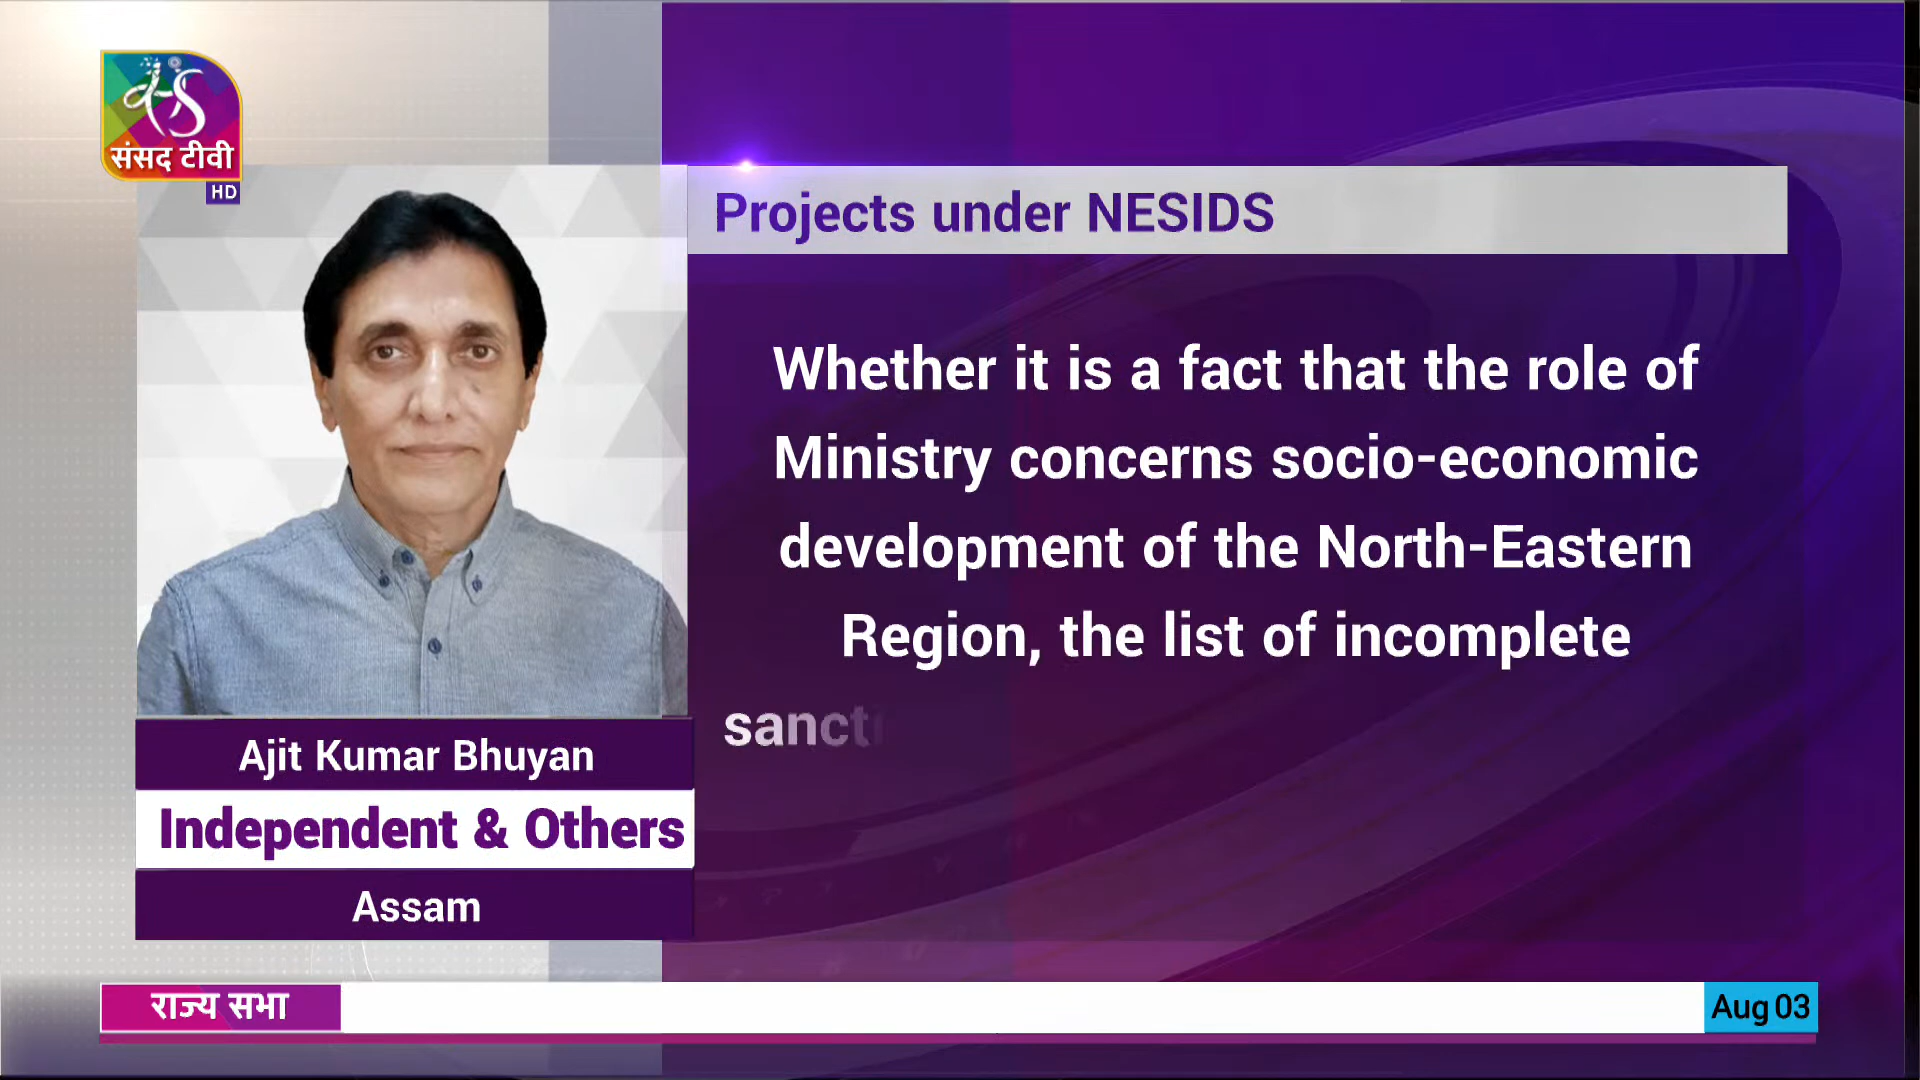 संसद टीवी
HD
Projects under NESIDS
Whether it is a fact that the role of
Ministry concerns socio-economic
development of the North-Eastern
Region, the list of incomplete
Ajit Kumar Bhuyan
Independent & Others
Assam
राज्य सभा
Aug 03